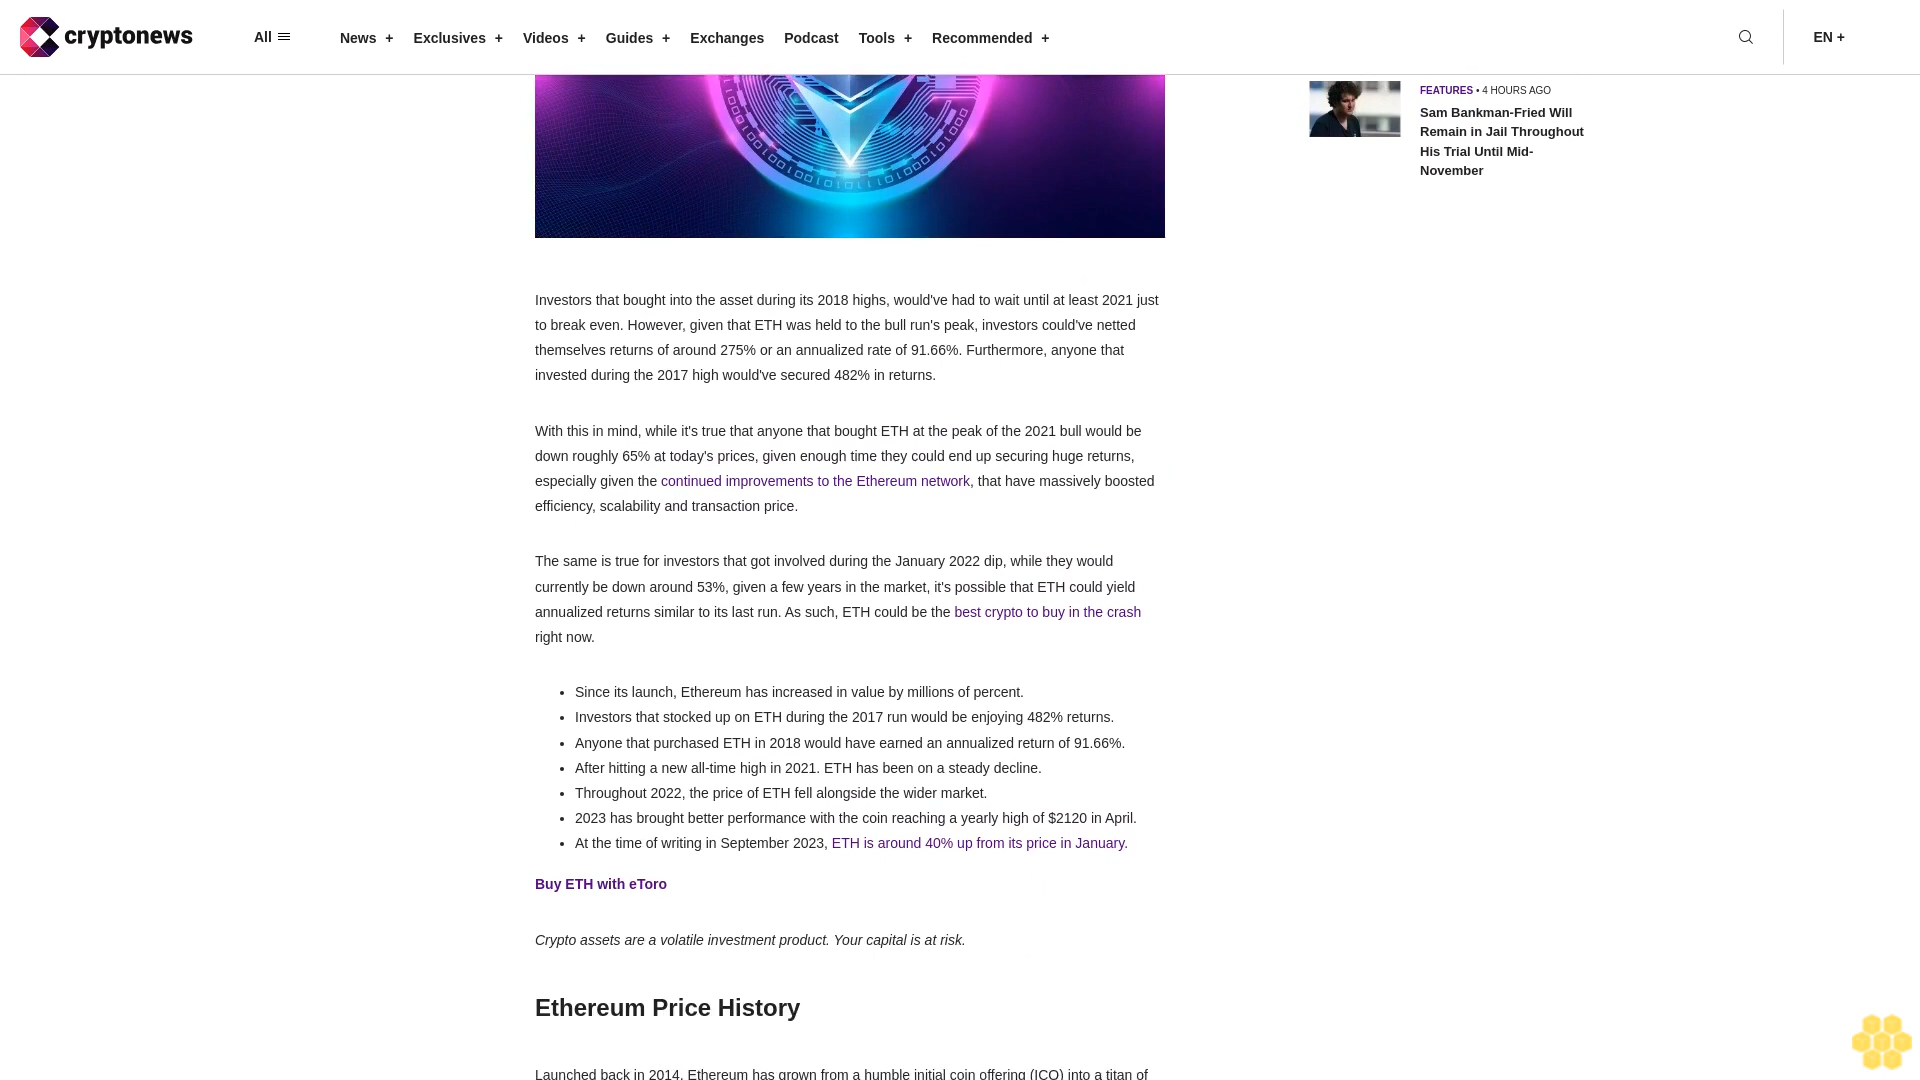 cryptonews
All
News +
Exclusives +
Videos +
Guides +
Exchanges
Podcast
Tools +
Recommended +
EN +
FEATURES • 4 HOURS AGO
Sam Bankman-Fried Will
Remain in Jail Throughout
His Trial Until Mid-
November
Investors that bought into the asset during its 2018 highs, would've had to wait until at least 2021 just
to break even. However, given that ETH was held to the bull run's peak, investors could've netted
themselves returns of around 275% or an annualized rate of 91.66%. Furthermore, anyone that
invested during the 2017 high would've secured 482% in returns.
With this in mind, while it's true that anyone that bought ETH at the peak of the 2021 bull would be
down roughly 65% at today's prices, given enough time they could end up securing huge returns,
especially given the continued improvements to the Ethereum network, that have massively boosted
efficiency, scalability and transaction price.
The same is true for investors that got involved during the January 2022 dip, while they would
currently be down around 53%, given a few years in the market, it's possible that ETH could yield
annualized returns similar to its last run. As such, ETH could be the best crypto to buy in the crash
right now.
• Since its launch, Ethereum has increased in value by millions of percent.
• Investors that stocked up on ETH during the 2017 run would be enjoying 482% returns.
• Anyone that purchased ETH in 2018 would have earned an annualized return of 91.66%.
• After hitting a new all-time high in 2021. ETH has been on a steady decline.
• Throughout 2022, the price of ETH fell alongside the wider market.
• 2023 has brought better performance with the coin reaching a yearly high of $2120 in April.
• At the time of writing in September 2023, ETH is around 40% up from its price in January.
Buy ETH with eToro
Crypto assets are a volatile investment product. Your capital is at risk.
Ethereum Price History
Launched back in 2014, Ethereum has grown from a humble initial coin offering (ICO) into a titan of